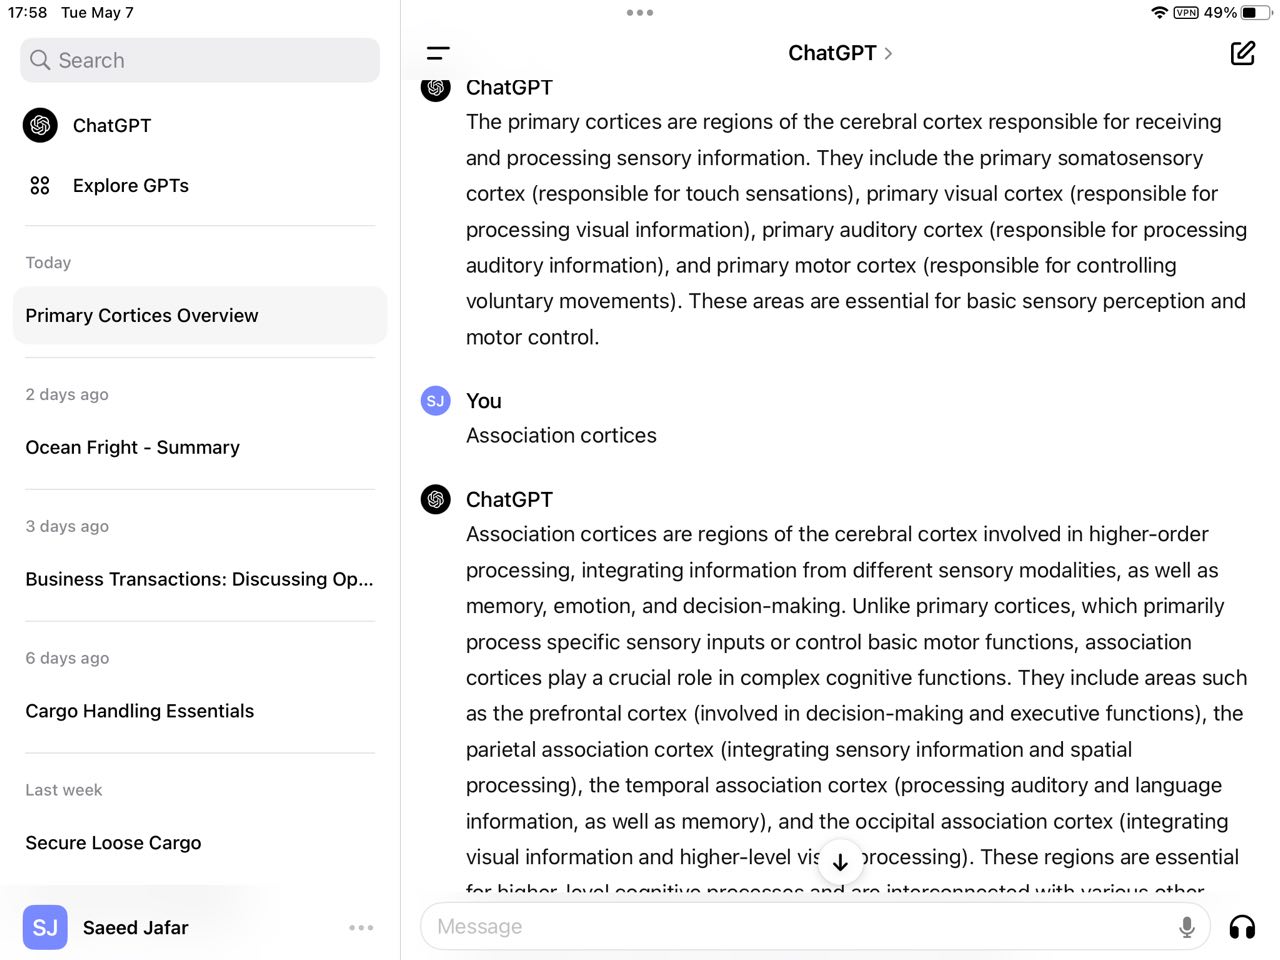 17:58 Tue May 7
VPN 49%
Search
ChatGPT
Explore GPTs
Today
Primary Cortices Overview
2 days ago
Ocean Fright - Summary
3 days ago
Business Transactions: Discussing Op...
6 days ago
Cargo Handling Essentials
Last week
Secure Loose Cargo
SJ Saeed Jafar
ChatGPT
ChatGPT
The primary cortices are regions of the cerebral cortex responsible for receiving
and processing sensory information. They include the primary somatosensory
cortex (responsible for touch sensations), primary visual cortex (responsible for
processing visual information), primary auditory cortex (responsible for processing
auditory information), and primary motor cortex (responsible for controlling
voluntary movements). These areas are essential for basic sensory perception and
motor control.
SJ You
Association cortices
ChatGPT
Association cortices are regions of the cerebral cortex involved in higher-order
processing, integrating information from different sensory modalities, as well as
memory, emotion, and decision-making. Unlike primary cortices, which primarily
process specific sensory inputs or control basic motor functions, association
cortices play a crucial role in complex cognitive functions. They include areas such
as the prefrontal cortex (involved in decision-making and executive functions), the
parietal association cortex (integrating sensory information and spatial
processing), the temporal association cortex (processing auditory and language
information, as well as memory), and the occipital association cortex (integrating
visual information and higher-level processing). These regions are essential
for higher-level cognitive processes and are interconnected with various other
Message